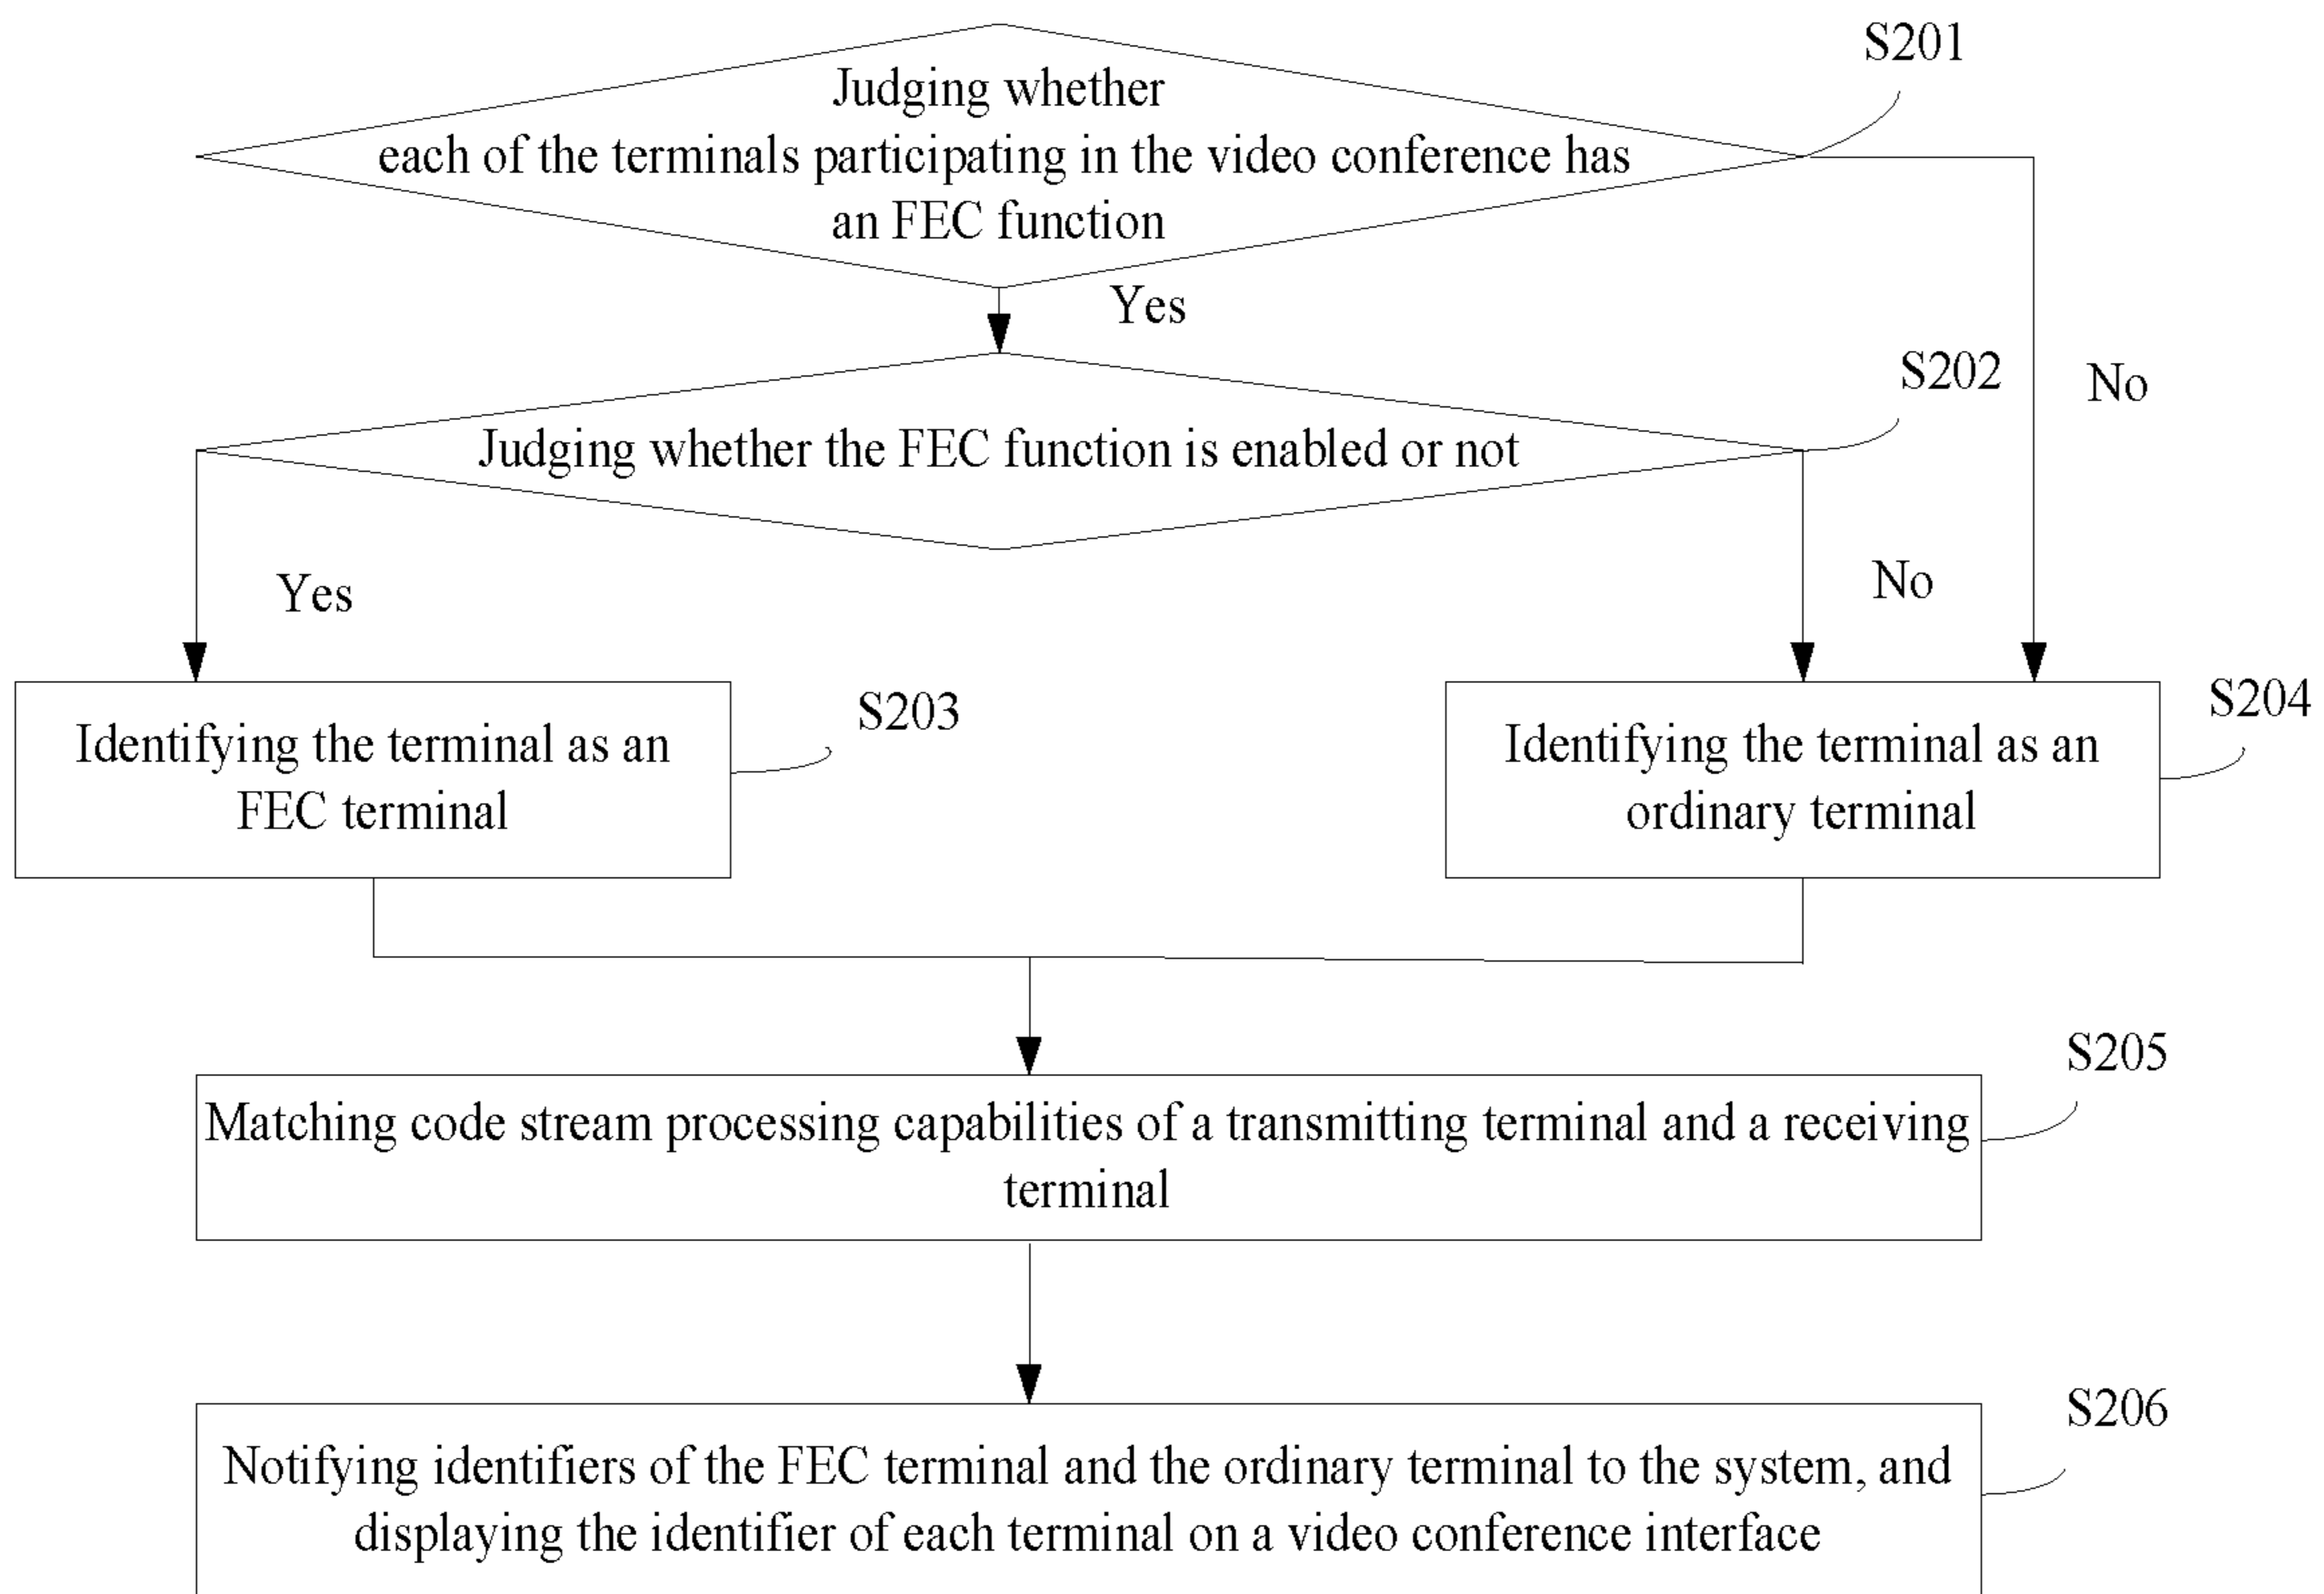 S201
Judging whether
each of the terminals participating in the video conference has
an FEC function
Yes
S202
No
Judging whether the FEC function is enabled or not
Yes
No
S203
S204
Identifying the terminal as an
FEC terminal
Identifying the terminal as an
ordinary terminal
S205
Matching code stream processing capabilities of a transmitting terminal and a receiving
terminal
S206
Notifying identifiers of the FEC terminal and the ordinary terminal to the system, and
displaying the identifier of each terminal on a video conference interface